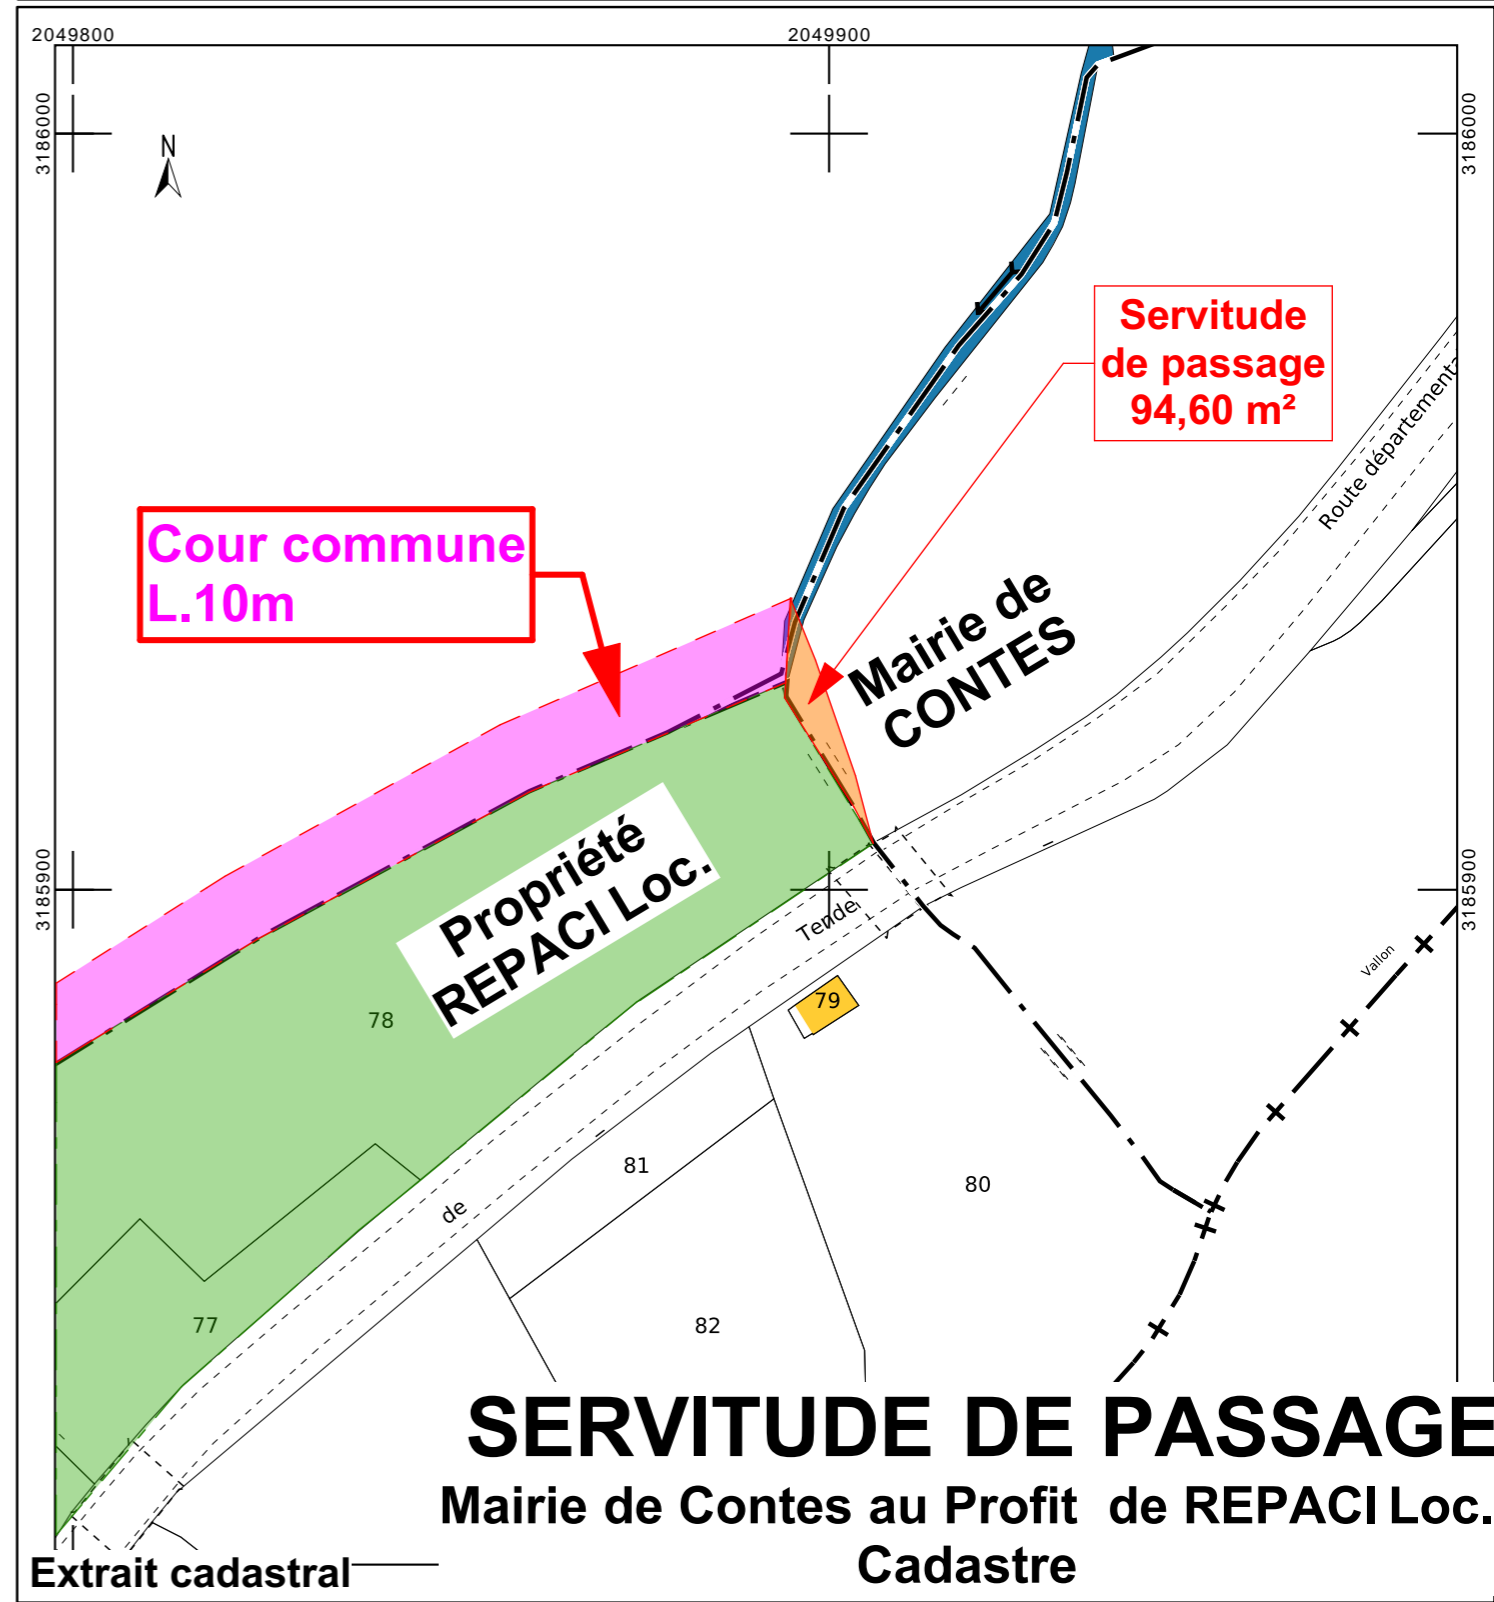 2049800
2049900
3186000
3186000
N
Servitude
de passage
94,60 m²
Route département
Cour commune
L.10m
Mairie de
CONTES
Propriété
REPACI Loc.
3185900
3185900
Tende
Vallon
79
78
81
80
de
77
82
SERVITUDE DE PASSAGE
Mairie de Contes au Profit de REPACI Loc.
Cadastre
Extrait cadastral